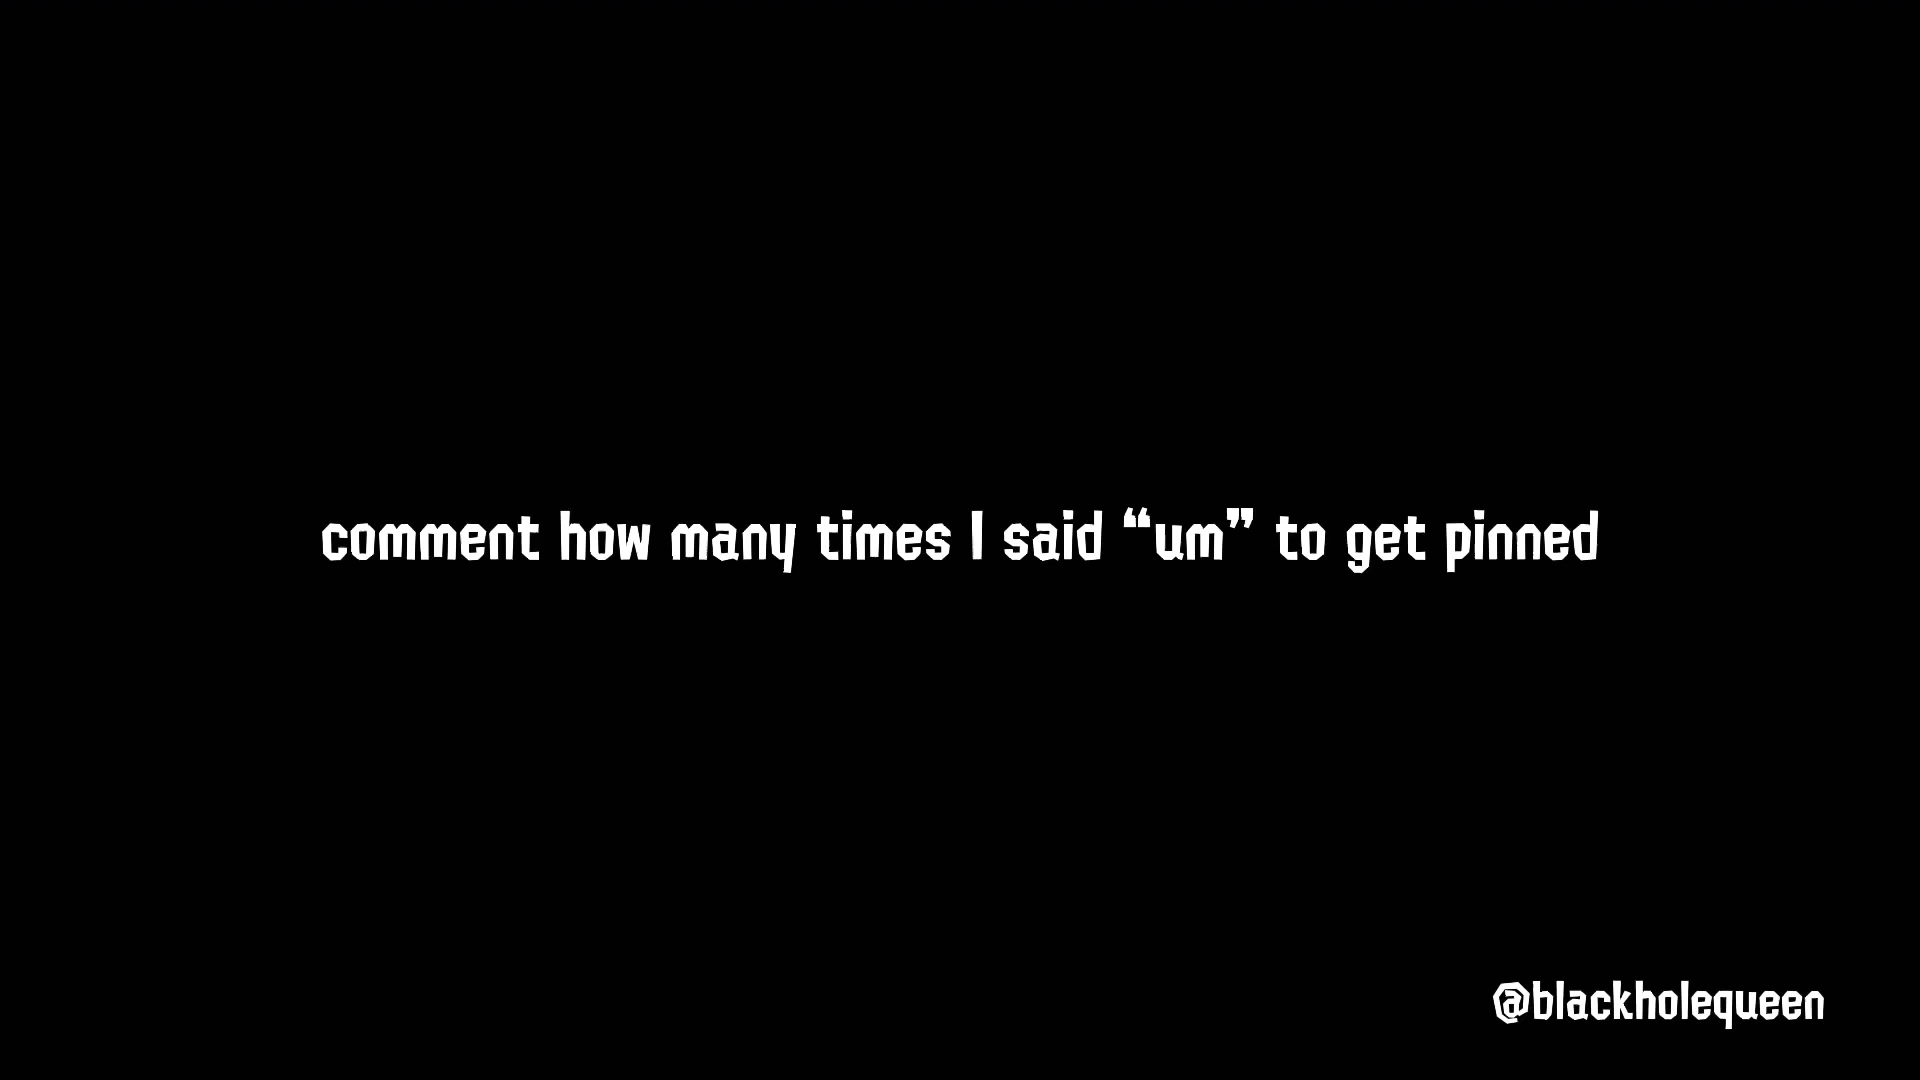 comment how many times I said “um” to get pinned
@blackholequeen